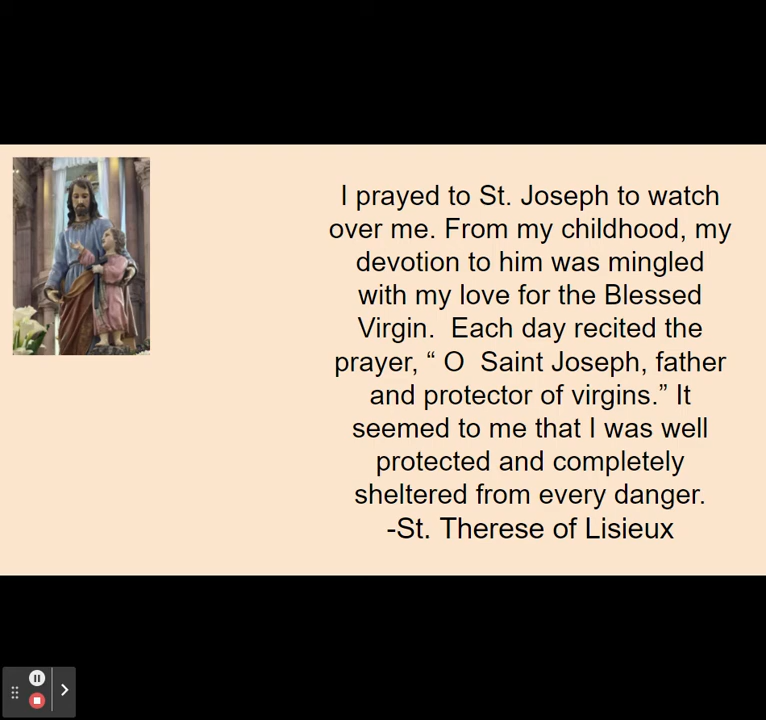 I prayed to St. Joseph to watch
over me. From my childhood, my
devotion to him was mingled
with my love for the Blessed
Virgin.  Each day recited the
prayer, “ O  Saint Joseph, father
and protector of virgins.” It
seemed to me that I was well
protected and completely
sheltered from every danger.
-St. Therese of Lisieux